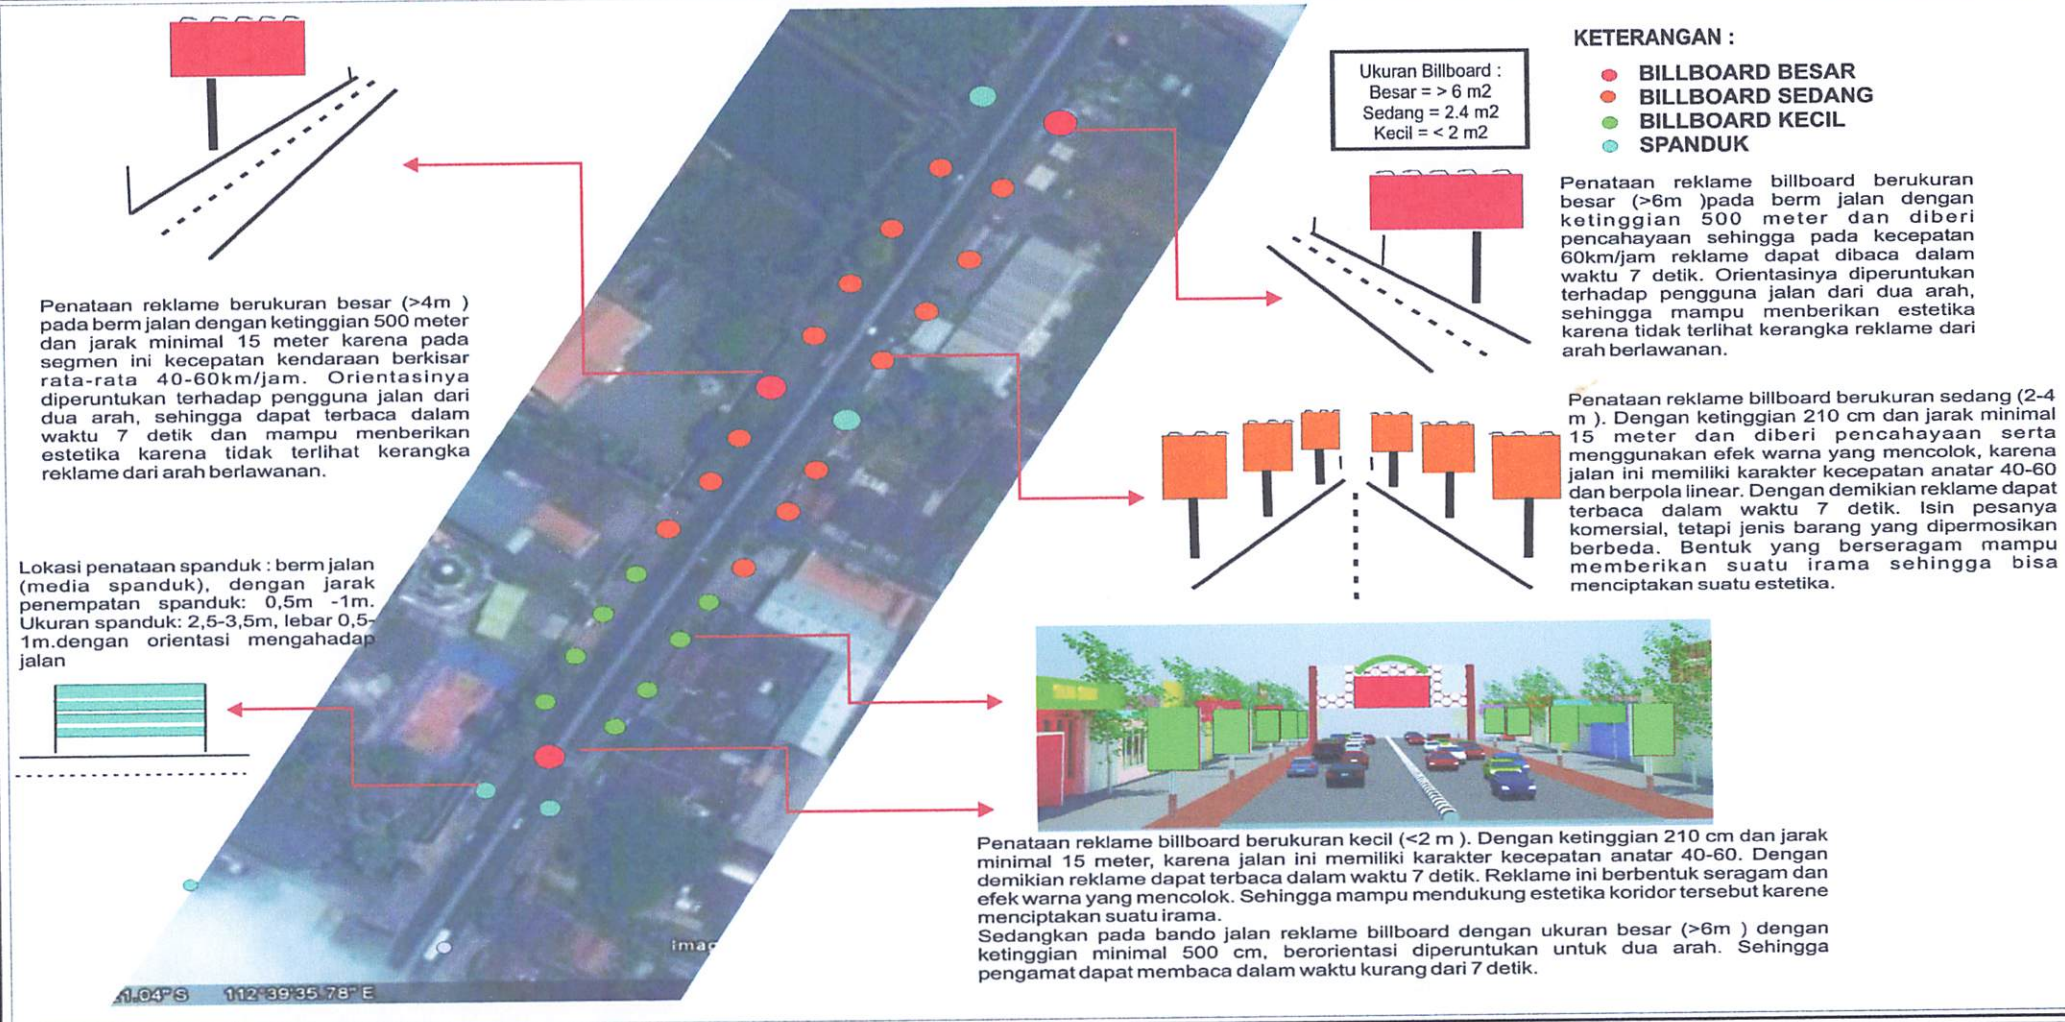 KETERANGAN :
BILLBOARD BESAR
BILLBOARD SEDANG
BILLBOARD KECIL
SPANDUK
Ukuran Billboard :
Besar = > 6 m2
Sedang = 2.4 m2
Kecil = < 2 m2
Penataan reklame billboard berukuran
besar (>6m )pada berm jalan dengan
ketinggian 500 meter dan diberi
pencahayaan sehingga pada kecepatan
60km/jam reklame dapat dibaca dalam
waktu 7 detik. Orientasinya diperuntukan
terhadap pengguna jalan dari dua arah,
sehingga mampu menberikan estetika
karena tidak terlihat kerangka reklame dari
arah berlawanan.
Penataan reklame berukuran besar (>4m )
pada berm jalan dengan ketinggian 500 meter
dan jarak minimal 15 meter karena pada
segmen ini kecepatan kendaraan berkisar
rata-rata 40-60km/jam. Orientasinya
diperuntukan terhadap pengguna jalan dari
dua arah, sehingga dapat terbaca dalam
waktu 7 detik dan mampu menberikan
estetika karena tidak terlihat kerangka
reklame dari arah berlawanan.
Penataan reklame billboard berukuran sedang (2-4
m ). Dengan ketinggian 210 cm dan jarak minimal
15 meter dan diberi pencahayaan serta
menggunakan efek warna yang mencolok, karena
jalan ini memiliki karakter kecepatan anatar 40-60
dan berpola linear. Dengan demikian reklame dapat
terbaca dalam waktu 7 detik. Isin pesanya
komersial, tetapi jenis barang yang dipermosikan
berbeda. Bentuk yang berseragam mampu
memberikan suatu irama sehingga bisa
menciptakan suatu estetika.
Lokasi penataan spanduk : berm jalan
(media spanduk), dengan jarak
penempatan spanduk: 0,5m -1m.
Ukuran spanduk: 2,5-3,5m, lebar 0,5-
1m.dengan orientasi mengahadap
jalan
Penataan reklame billboard berukuran kecil (<2 m ). Dengan ketinggian 210 cm dan jarak
minimal 15 meter, karena jalan ini memiliki karakter kecepatan anatar 40-60. Dengan
demikian reklame dapat terbaca dalam waktu 7 detik. Reklame ini berbentuk seragam dan
efek warna yang mencolok. Sehingga mampu mendukung estetika koridor tersebut karene
menciptakan suatu irama.
Sedangkan pada bando jalan reklame billboard dengan ukuran besar (>6m ) dengan
ketinggian minimal 500 cm, berorientasi diperuntukan untuk dua arah. Sehingga
pengamat dapat membaca dalam waktu kurang dari 7 detik.
Imag
1.04" S 112°39'35.78" E